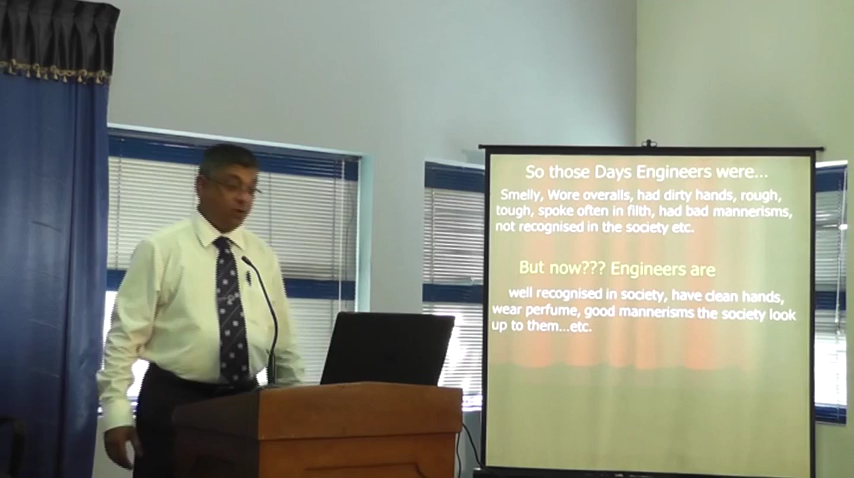 So those Days Engineers were...
Smelly, Wore overalls, had dirty hands, rough,
tough, spoke often in filth, had bad mannerisms,
not recognised in the society etc.
But now??? Engineers are
well recognised in society, have clean hands,
wear perfume, good mannerisms the society look
up to them...etc.